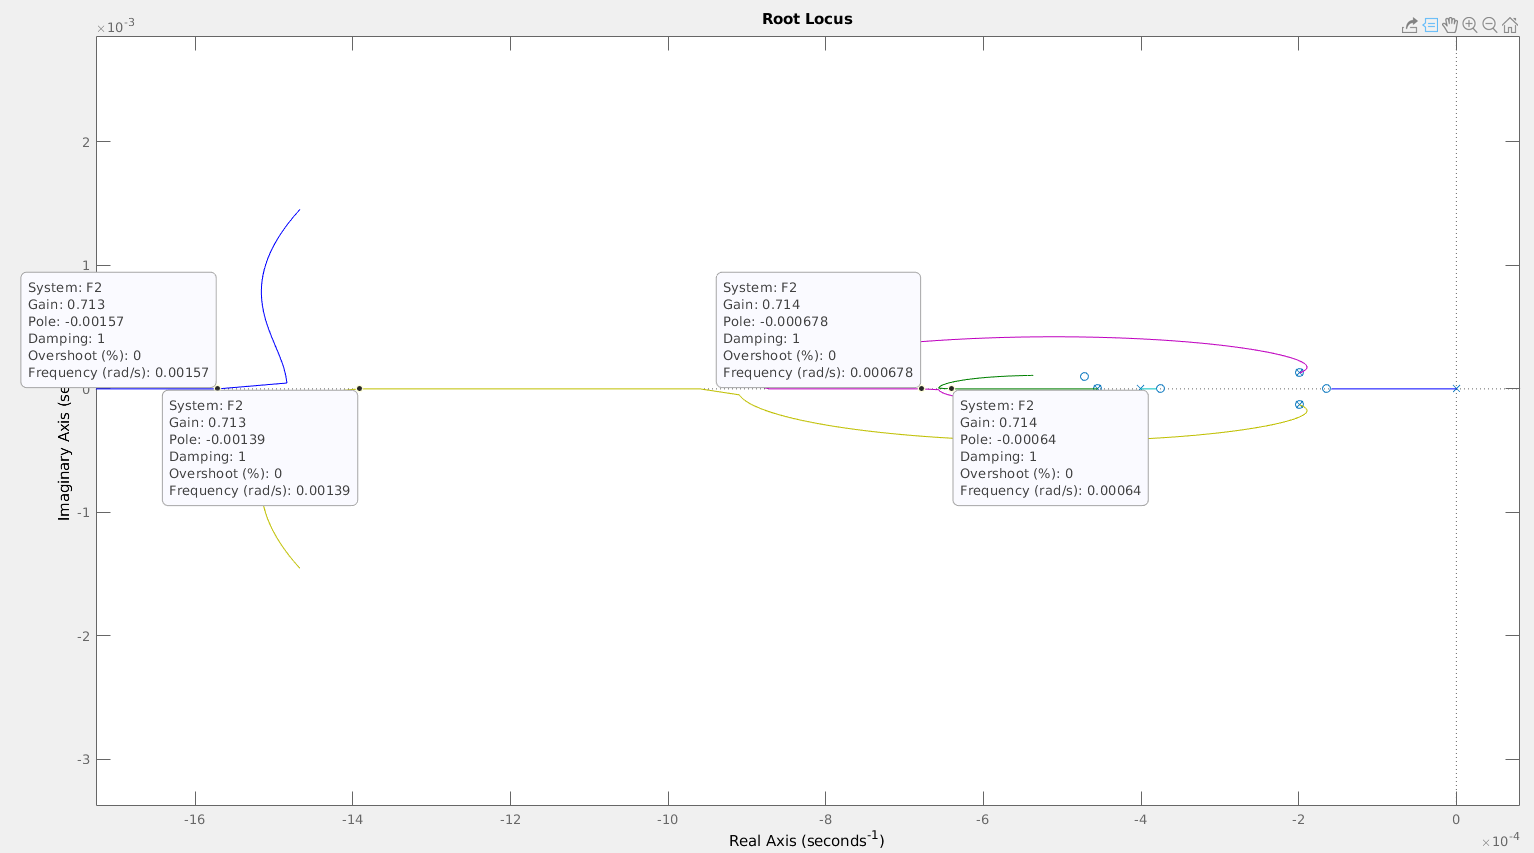 Root Locus
×10-3
2
1
0
-1
-2
-3
Imaginary Axis (se
System: F2
Gain: 0.713
Pole: -0.00157
Damping: 1
Overshoot (%): 0
Frequency (rad/s): 0.00157
System: F2
Gain: 0.714
Pole: -0.000678
Damping: 1
Overshoot (%): 0
Frequency (rad/s): 0.000678
System: F2
Gain: 0.713
Pole: -0.00139
Damping: 1
Overshoot (%): 0
Frequency (rad/s): 0.00139
System: F2
Gain: 0.714
Pole: -0.00064
Damping: 1
Overshoot (%): 0
Frequency (rad/s): 0.00064
-16 -14 -12 -10 -8 -6 -4 -2 0
Real Axis (seconds-1)
×10-4